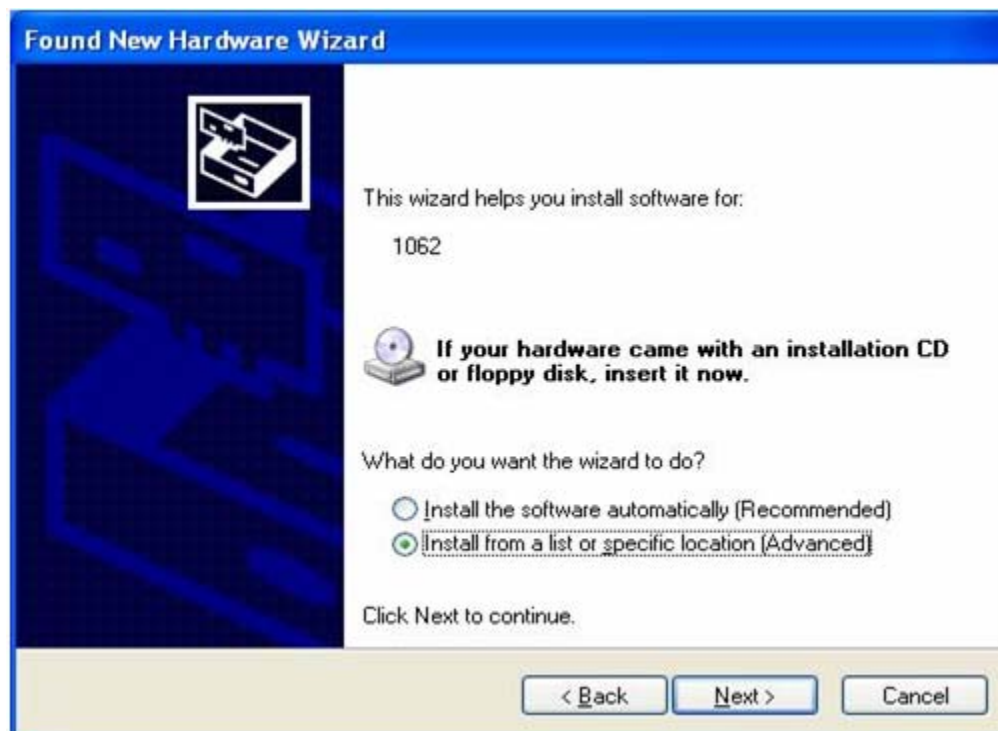 Found New Hardware Wizard
This wizard helps you install software for:
1062
If your hardware came with an installation CD
or floppy disk, insert it now.
What do you want the wizard to do?
Install the software automatically (Recommended)
Install from a list or specific location (Advanced)
Click Next to continue.
< Back
Next >
Cancel